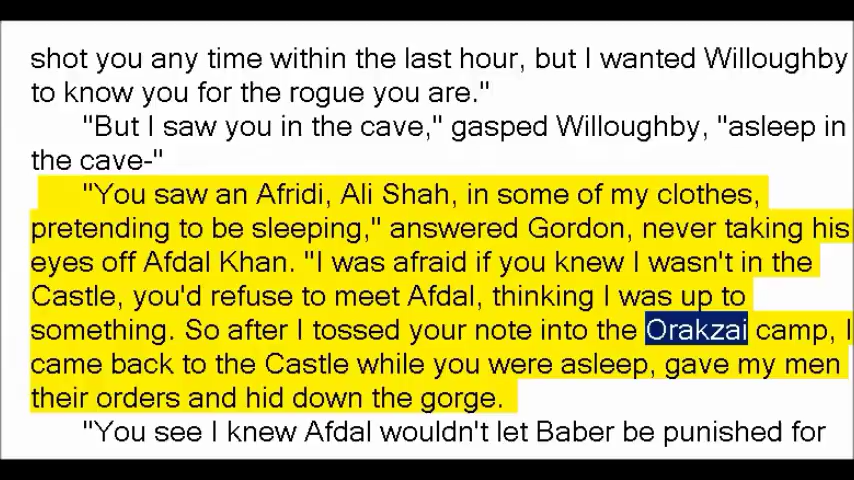 shot you any time within the last hour, but I wanted Willoughby
to know you for the rogue you are."
"But I saw you in the cave," gasped Willoughby, "asleep in
the cave-"
"You saw an Afridi, Ali Shah, in some of my clothes,
pretending to be sleeping," answered Gordon, never taking his
eyes off Afdal Khan. "I was afraid if you knew I wasn't in the
Castle, you'd refuse to meet Afdal, thinking I was up to
something. So after I tossed your note into the Orakzai camp, I
came back to the Castle while you were asleep, gave my men
their orders and hid down the gorge.
"You see I knew Afdal wouldn't let Baber be punished for